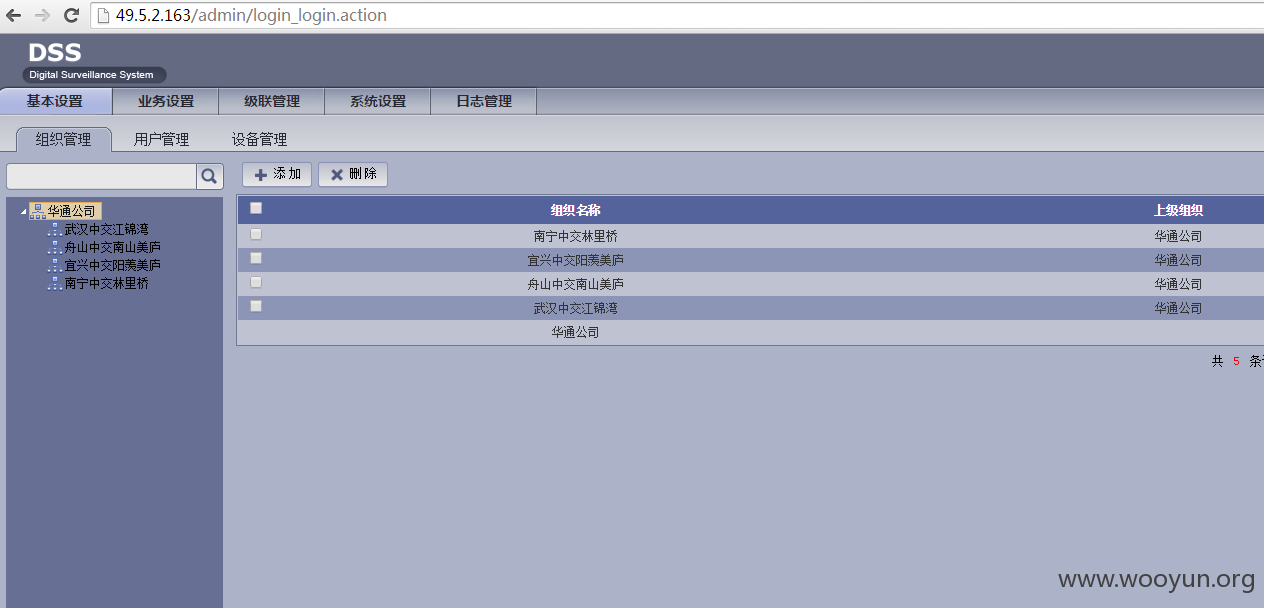 49.5.2.163/admin/login_login.action
DSS
Digital Surveillance System
基本设置 业务设置 级联管理 系统设置 日志管理
组织管理 用户管理 设备管理
添加 删除
华通公司
武汉中交江锦湾
舟山中交南山美庐
宜兴中交阳羡美庐
南宁中交林里桥
组织名称 上级组织
南宁中交林里桥 华通公司
宜兴中交阳羡美庐 华通公司
舟山中交南山美庐 华通公司
武汉中交江锦湾 华通公司
华通公司
共 5 条
www.wooyun.org